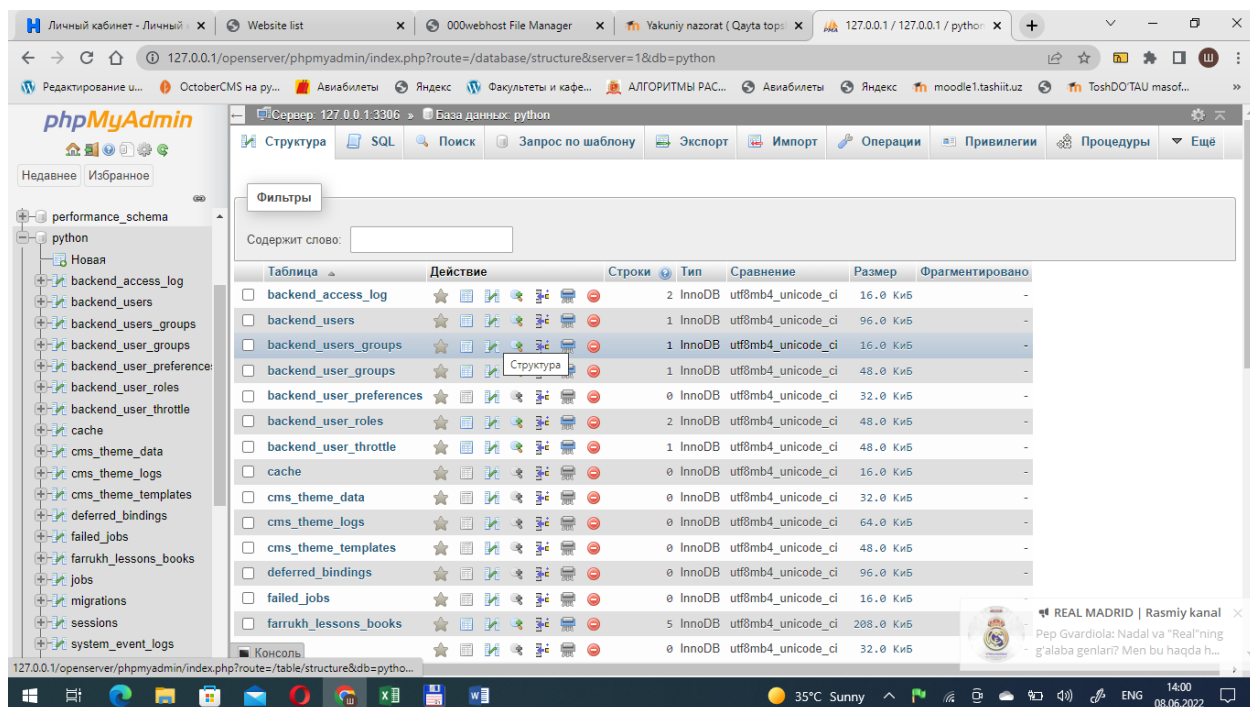 Личный кабинет - Личный
Website list
000webhost File Manager
Yakuniy nazorat ( Qayta tops
127.0.0.1 / 127.0.0.1 / python
127.0.0.1/openserver/phpmyadmin/index.php?route=/database/structure&server=1&db=python
Редактирование u...
OctoberCMS на ру...
Авиабилеты
Яндекс
Факультеты и кафе...
АЛГОРИТМЫ РАС...
Авиабилеты
Яндекс
moodle1.tashiit.uz
ToshDO'TAU masof...
phpMyAdmin
Недавнее Избранное
performance_schema
python
Новая
backend_access_log
backend_users
backend_users_groups
backend_user_groups
backend_user_preference
backend_user_roles
backend_user_throttle
cache
cms_theme_data
cms_theme_logs
cms_theme_templates
deferred_bindings
failed_jobs
farrukh_lessons_books
jobs
migrations
sessions
system_event_logs
Сервер: 127.0.0.1:3306 » База данных: python
Структура SQL Поиск Запрос по шаблону Экспорт Импорт Операции Привилегии Процедуры Ещё
Фильтры
Содержит слово:
Таблица Действие Строки Тип Сравнение Размер Фрагментировано
backend_access_log 2 InnoDB utf8mb4_unicode_ci 16.0 КиБ -
backend_users 1 InnoDB utf8mb4_unicode_ci 96.0 КиБ -
backend_users_groups 1 InnoDB utf8mb4_unicode_ci 16.0 КиБ -
Структура
backend_user_groups 1 InnoDB utf8mb4_unicode_ci 48.0 КиБ -
backend_user_preferences 0 InnoDB utf8mb4_unicode_ci 32.0 КиБ -
backend_user_roles 2 InnoDB utf8mb4_unicode_ci 48.0 КиБ -
backend_user_throttle 1 InnoDB utf8mb4_unicode_ci 48.0 КиБ -
cache 0 InnoDB utf8mb4_unicode_ci 16.0 КиБ -
cms_theme_data 0 InnoDB utf8mb4_unicode_ci 32.0 КиБ -
cms_theme_logs 0 InnoDB utf8mb4_unicode_ci 64.0 КиБ -
cms_theme_templates 0 InnoDB utf8mb4_unicode_ci 48.0 КиБ -
deferred_bindings 0 InnoDB utf8mb4_unicode_ci 96.0 КиБ -
failed_jobs 0 InnoDB utf8mb4_unicode_ci 16.0 КиБ -
farrukh_lessons_books 5 InnoDB utf8mb4_unicode_ci 208.0 КиБ -
0 InnoDB utf8mb4_unicode_ci 32.0 КиБ -
Консоль
REAL MADRID | Rasmiy kanal
Pep Gvardiola: Nadal va "Real"ning
g'alaba genlari? Men bu haqda h...
127.0.0.1/openserver/phpmyadmin/index.php?route=/table/structure&db=pytho...
35°C Sunny
ENG
14:00
08.06.2022